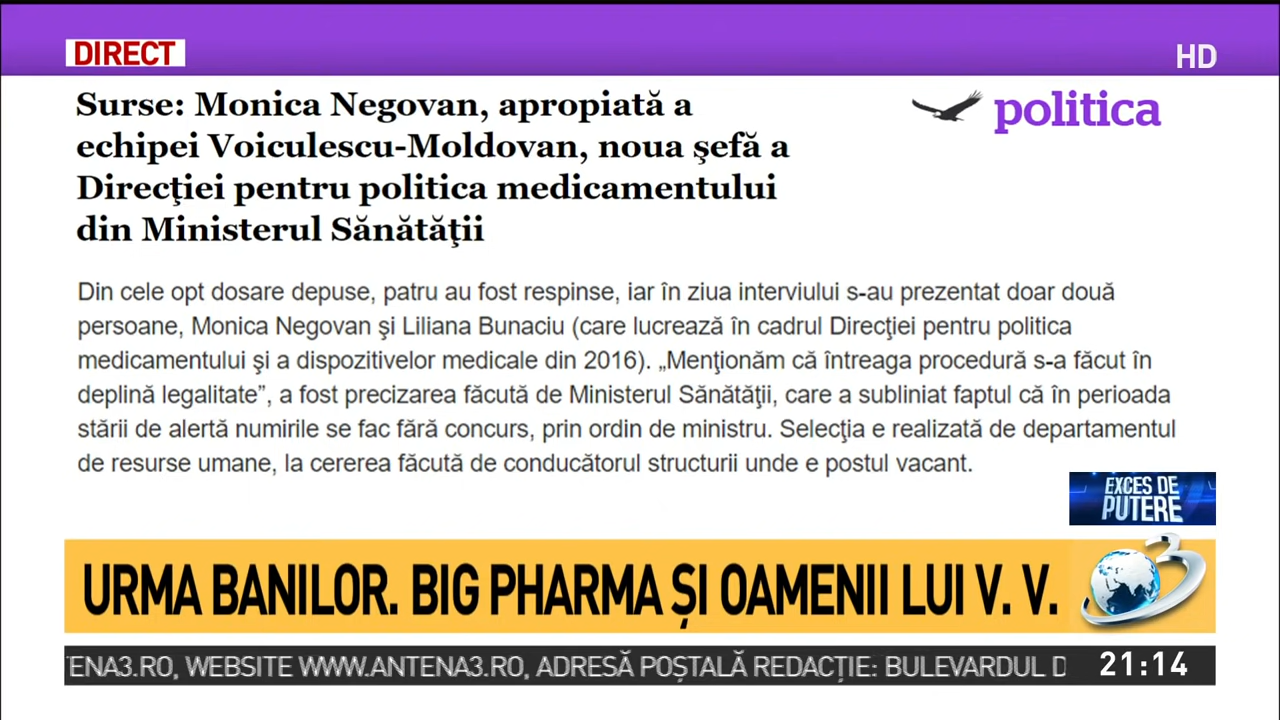 DIRECT
HD
Surse: Monica Negovan, apropiată a
echipei Voiculescu-Moldovan, noua şefă a
Direcţiei pentru politica medicamentului
din Ministerul Sănătăţii
politica
Din cele opt dosare depuse, patru au fost respinse, iar în ziua interviului s-au prezentat doar două
persoane, Monica Negovan şi Liliana Bunaciu (care lucrează în cadrul Direcţiei pentru politica
medicamentului şi a dispozitivelor medicale din 2016). „Menţionăm că întreaga procedură s-a făcut în
deplină legalitate”, a fost precizarea făcută de Ministerul Sănătăţii, care a subliniat faptul că în perioada
stării de alertă numirile se fac fără concurs, prin ordin de ministru. Selecţia e realizată de departamentul
de resurse umane, la cererea făcută de conducătorul structurii unde e postul vacant.
EXCES DE
PUTERE
URMA BANILOR. BIG PHARMA ȘI OAMENII LUI V. V.
3
TENA3.RO, WEBSITE WWW.ANTENA3.RO, ADRESĂ POȘTALĂ REDACȚIE: BULEVARDUL D
21:14